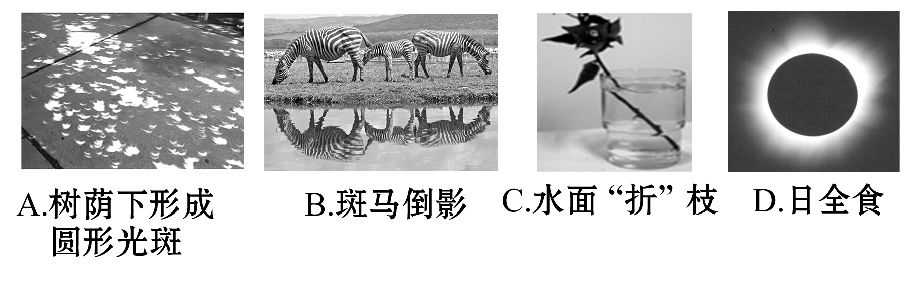 A.树荫下形成
圆形光斑
B.斑马倒影
C.水面“折”枝
D.日全食